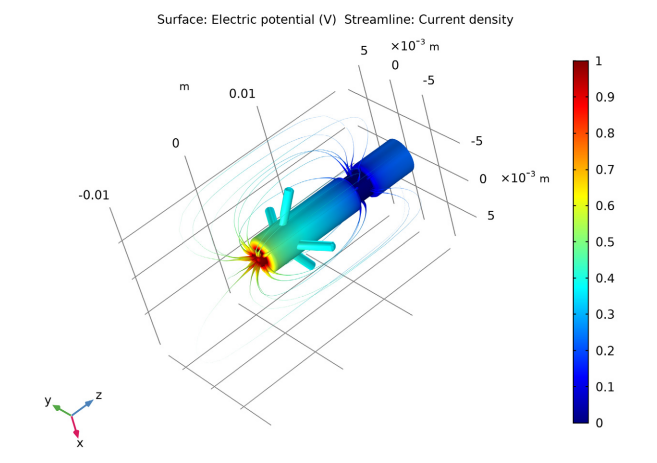 Surface: Electric potential (V)  Streamline: Current density
×10⁻³ m
5
0
-5
m
0.01
0
-0.01
-5
0
×10⁻³ m
5
1
0.9
0.8
0.7
0.6
0.5
0.4
0.3
0.2
0.1
0
y
z
x